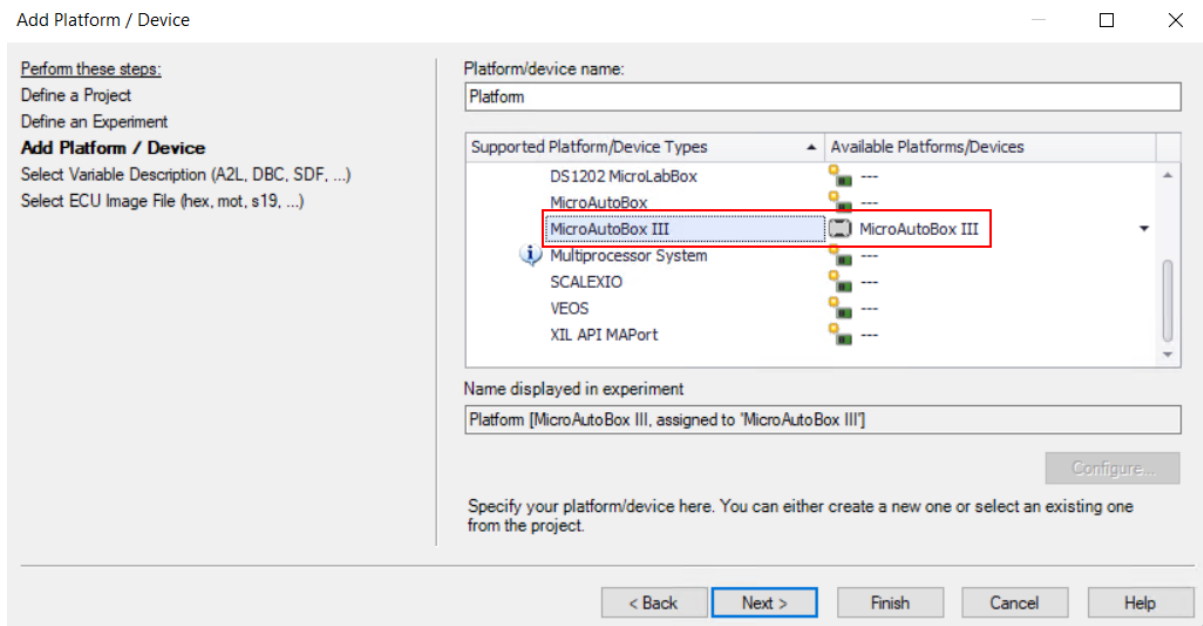 Add Platform / Device
Perform these steps:
Define a Project
Define an Experiment
Add Platform / Device
Select Variable Description (A2L, DBC, SDF, ...)
Select ECU Image File (hex, mot, s19, ...)
Platform/device name:
Platform
Supported Platform/Device Types Available Platforms/Devices
DS1202 MicroLabBox ---
MicroAutoBox ---
MicroAutoBox III MicroAutoBox III
Multiprocessor System ---
SCALEXIO ---
VEOS ---
XIL API MAPort ---
Name displayed in experiment
Platform [MicroAutoBox III, assigned to 'MicroAutoBox III']
Configure...
Specify your platform/device here. You can either create a new one or select an existing one
from the project.
< Back Next > Finish Cancel Help